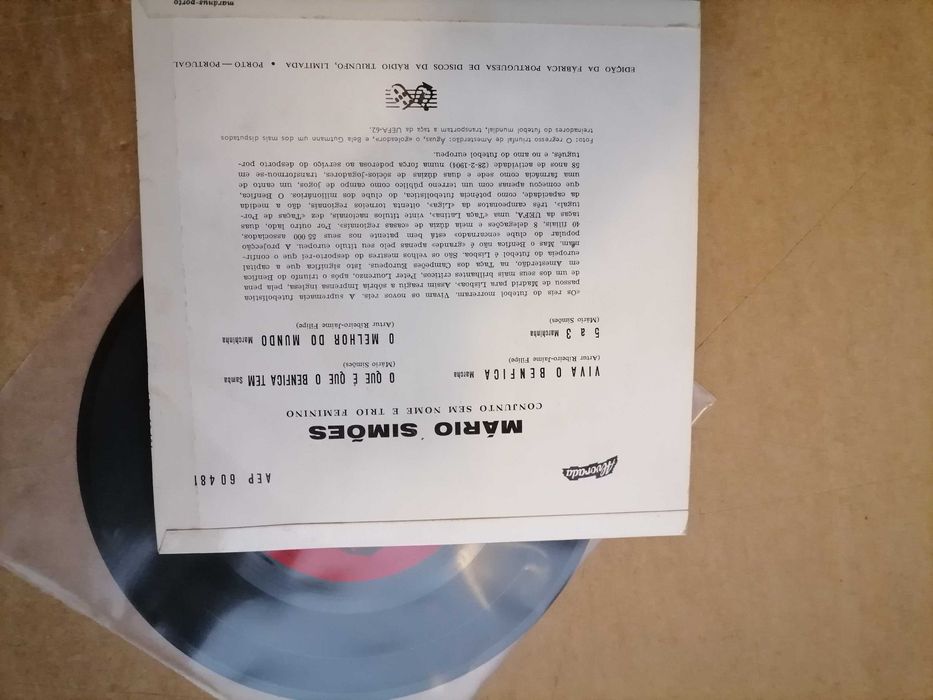 Alvorada
AEP 60 481
MÁRIO SIMÕES
CONJUNTO SEM NOME E TRIO FEMININO
VIVA O BENFICA Marcha
(Artur Ribeiro-Jaime Filipe)
5 a 3 Marchinha
(Mário Simões)
O QUE É QUE O BENFICA TEM Samba
(Mário Simões)
O MELHOR DO MUNDO Marchinha
(Artur Ribeiro-Jaime Filipe)
«Os reis do futebol morreram. Vivam os novos reis. A supremacia futebolística
passou de Madrid para Lisboa». Assim reagiu a sóbria Imprensa inglesa, pela pena
de um dos seus mais brilhantes críticos, Peter Lourenzo, após o triunfo do Benfica
em Amesterdão, na Taça dos Campeões Europeus. Isto significa que a capital
europeia do futebol é Lisboa. São os velhos mestres do desporto-rei que o confir-
mam. Mas o Benfica não é «grande» apenas pelo seu título europeu. A projecção
popular do clube «encarnado» está bem patente nos seus 55 000 associados,
40 filiais, 8 delegações e meia dúzia de «casas regionais». Por outro lado, duas
taças da UEFA, uma «Taça Latina», vinte títulos nacionais, dez «Taças de Por-
tugal», três campeonatos da «Liga», oitenta torneios regionais, dão a medida
da capacidade, como potência futebolística, do clube dos milionários. O Benfica,
que começou apenas com um terreno público como campo de jogos, um canto de
uma farmácia como sede e duas dúzias de sócios-jogadores, transformou-se em
58 anos de actividade (28-2-1904) numa força poderosa ao serviço do desporto por-
tuguês, e no amo do futebol europeu.
O Foto: O regresso triunfal de Amesterdão: Águas, o «goleador», e Bela Gutmann um dos mais disputados
treinadores do futebol mundial, transportam a taça da UEFA-62.
EDIÇÃO DA FÁBRICA PORTUGUESA DE DISCOS DA RÁDIO TRIUNFO, LIMITADA • PORTO — PORTUGAL
marânus-porto